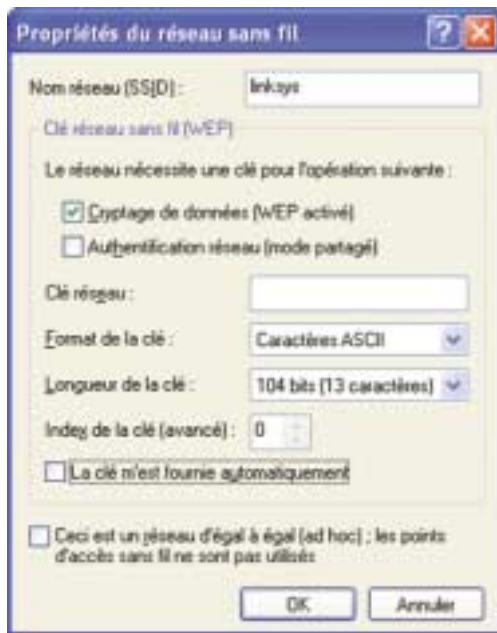 Propriétés du réseau sans fil
Nom réseau (SSID) : linksys
Clé réseau sans fil (WEP)
Le réseau nécessite une clé pour l'opération suivante :
Cryptage de données (WEP activé)
Authentification réseau (mode partagé)
Clé réseau :
Format de la clé : Caractères ASCII
Longueur de la clé : 104 bits (13 caractères)
Index de la clé (avancé) : 0
La clé m'est fournie automatiquement
Ceci est un réseau d'égal à égal (ad hoc) ; les points
d'accès sans fil ne sont pas utilisés
OK Annuler